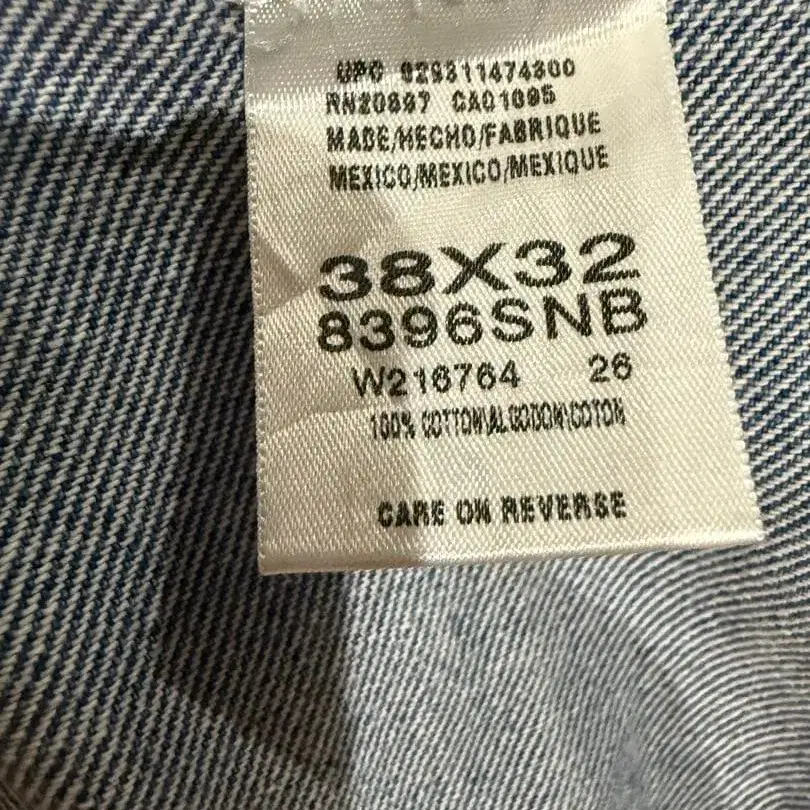 UPC 029311474300
RN20697 CA01095
MADE/HECHO/FABRIQUE
MEXICO/MEXICO/MEXIQUE
38X32
8396SNB
W216764 26
100% COTTON\ALGODON\COTON
CARE ON REVERSE